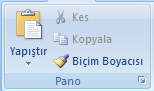 Yapıştır
Kes
Kopyala
Biçim Boyacısı
Pano